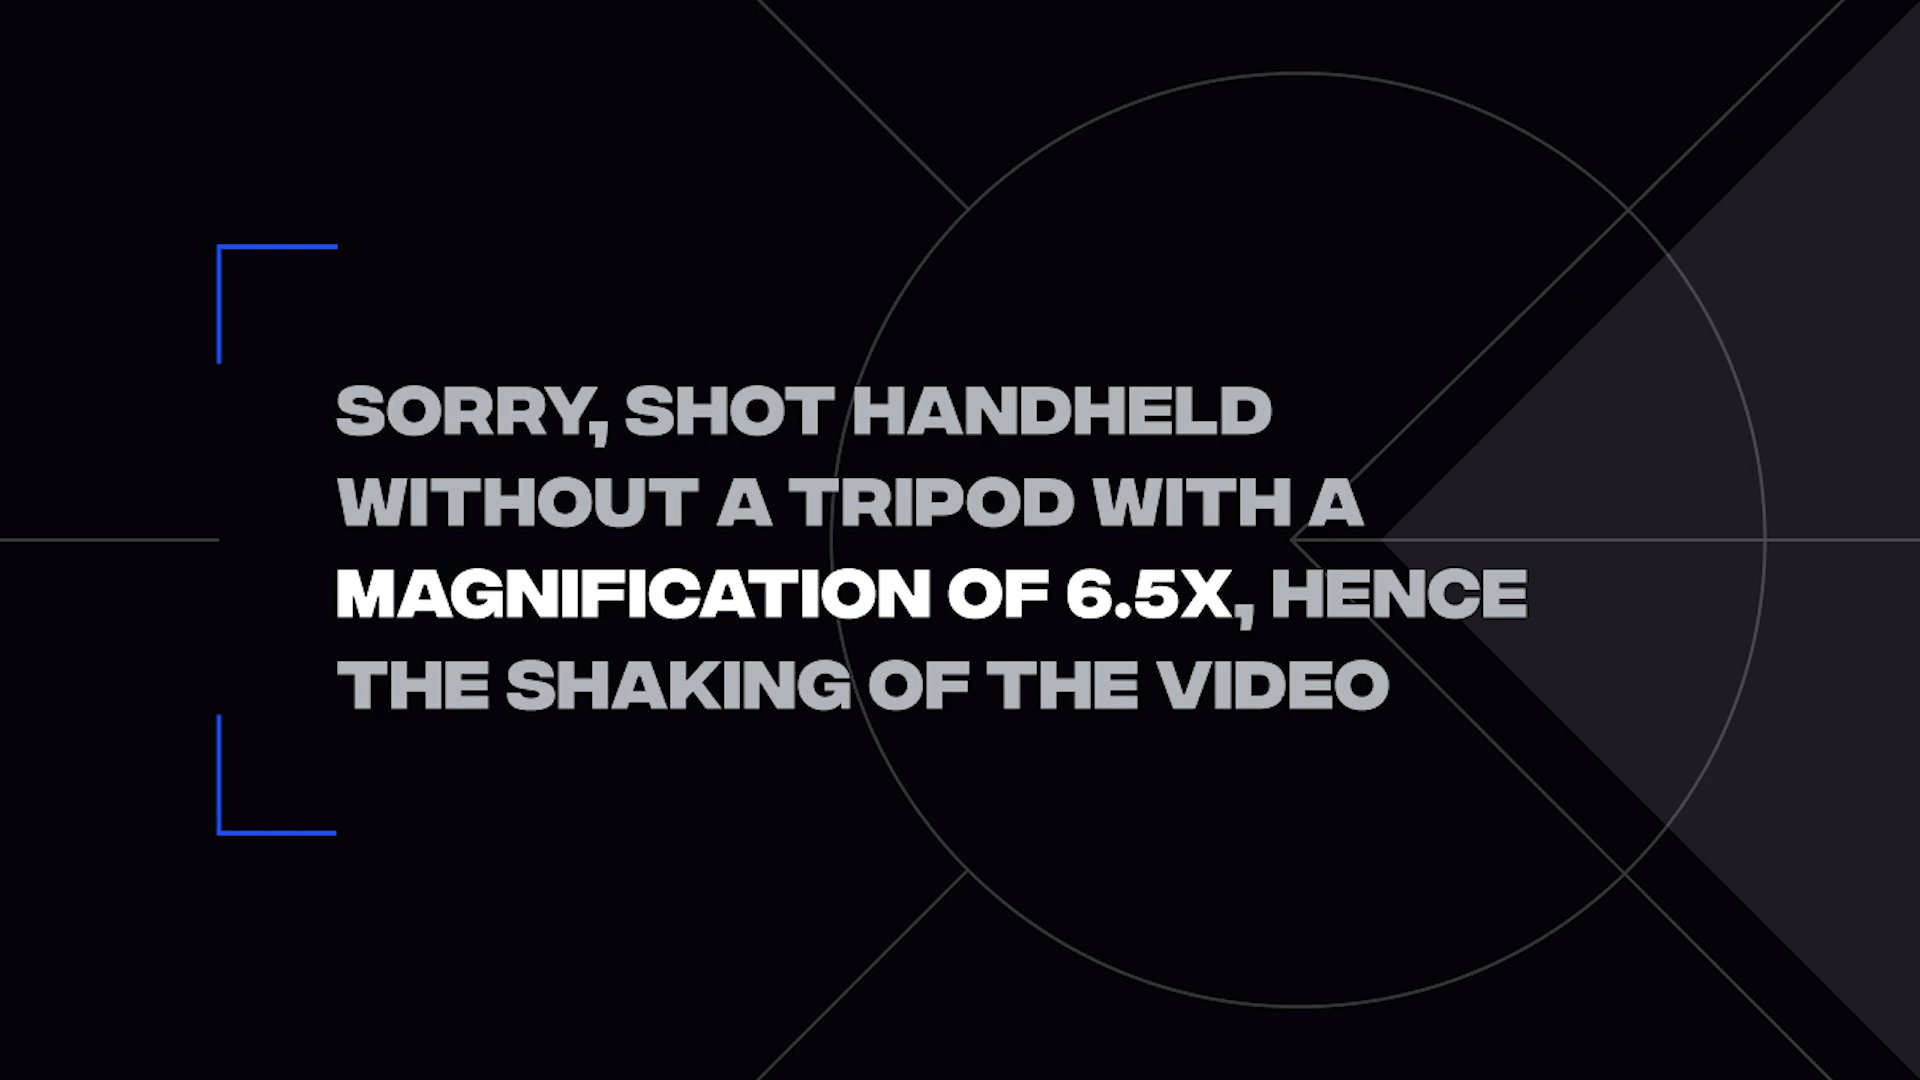 SORRY, SHOT HANDHELD
WITHOUT A TRIPOD WITH A
MAGNIFICATION OF 6.5X, HENCE
THE SHAKING OF THE VIDEO